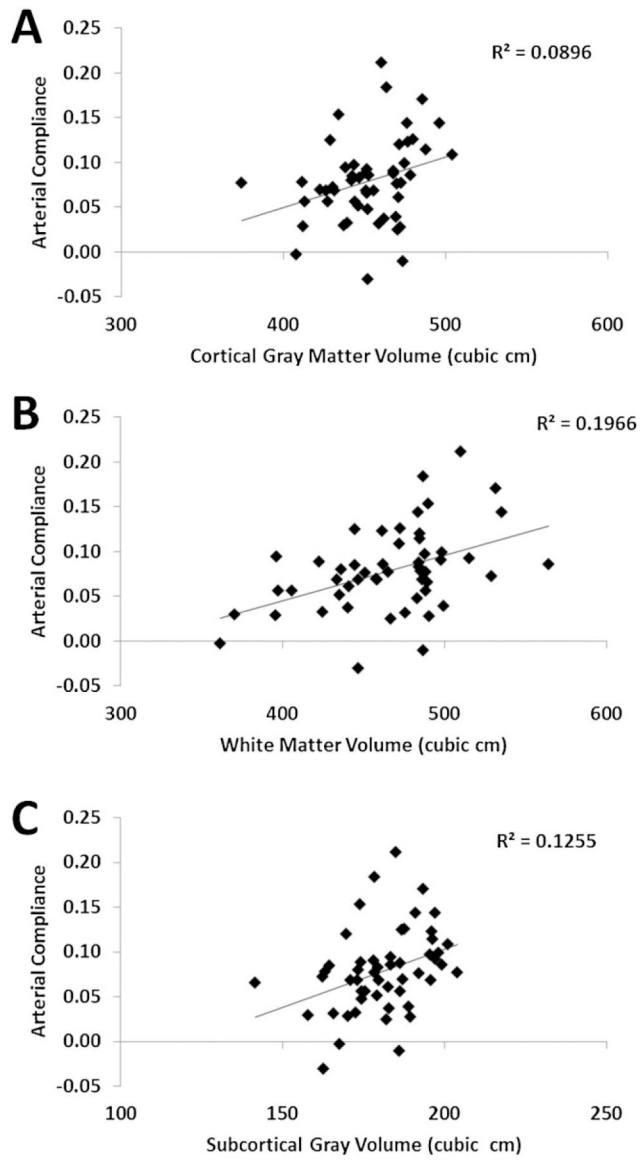 A
R² = 0.0896
0.25
0.20
0.15
0.10
0.05
0.00
-0.05
Arterial Compliance
300 400 500 600
Cortical Gray Matter Volume (cubic cm)
B
R² = 0.1966
0.25
0.20
0.15
0.10
0.05
0.00
-0.05
Arterial Compliance
300 400 500 600
White Matter Volume (cubic cm)
C
R² = 0.1255
0.25
0.20
0.15
0.10
0.05
0.00
-0.05
Arterial Compliance
100 150 200 250
Subcortical Gray Volume (cubic cm)